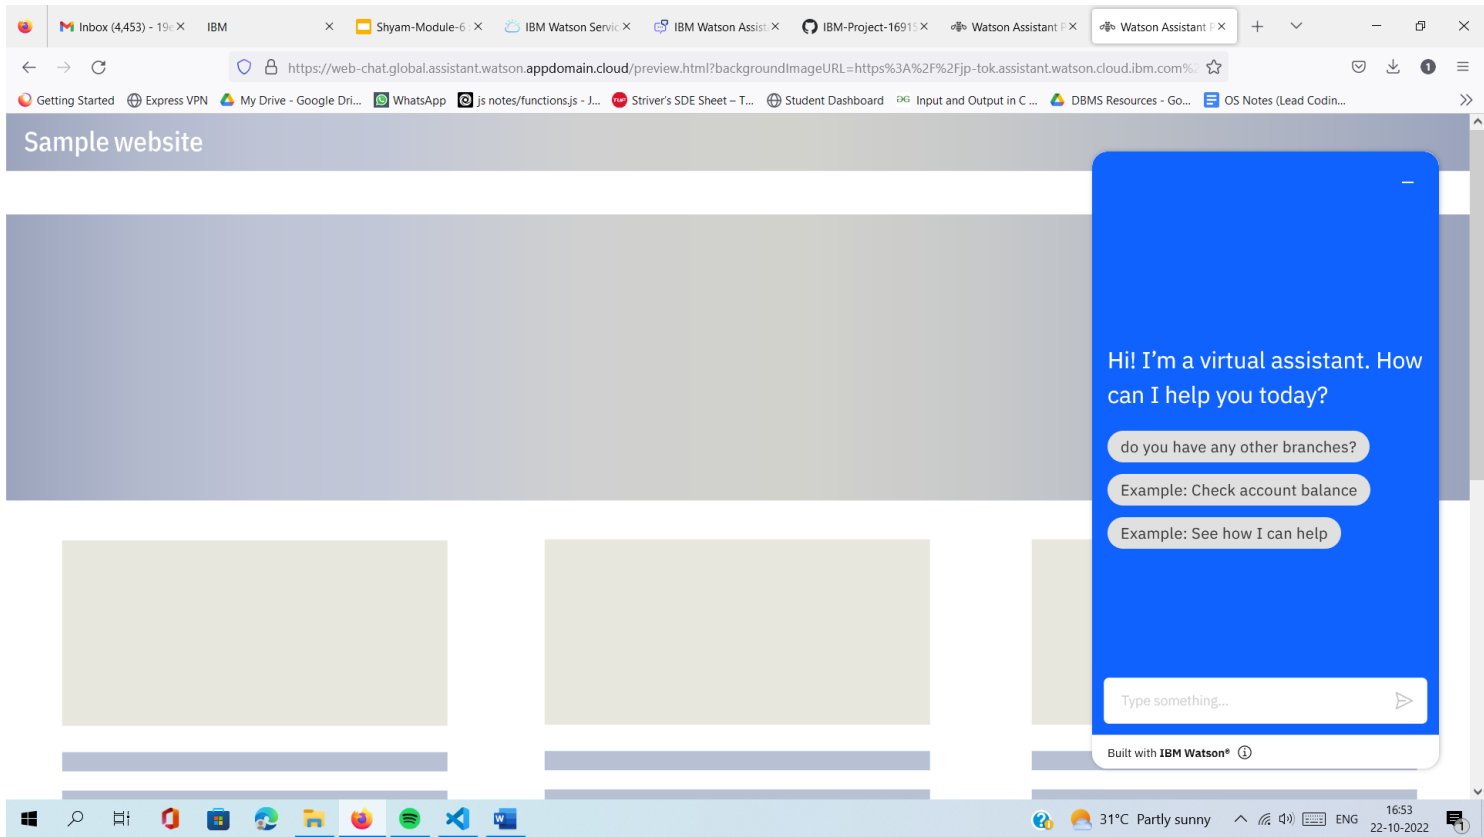 Inbox (4,453) - 19e
IBM
Shyam-Module-6
IBM Watson Servic
IBM Watson Assist
IBM-Project-16915
Watson Assistant P
Watson Assistant P
https://web-chat.global.assistant.watson.appdomain.cloud/preview.html?backgroundImageURL=https%3A%2F%2Fjp-tok.assistant.watson.cloud.ibm.com%2
1
Getting Started
Express VPN
My Drive - Google Dri...
WhatsApp
js notes/functions.js - J...
Striver's SDE Sheet – T...
Student Dashboard
Input and Output in C ...
DBMS Resources - Go...
OS Notes (Lead Codin...
Sample website
Hi! I'm a virtual assistant. How
can I help you today?
do you have any other branches?
Example: Check account balance
Example: See how I can help
Type something...
Built with IBM Watson®
31°C Partly sunny
ENG
16:53
22-10-2022
1